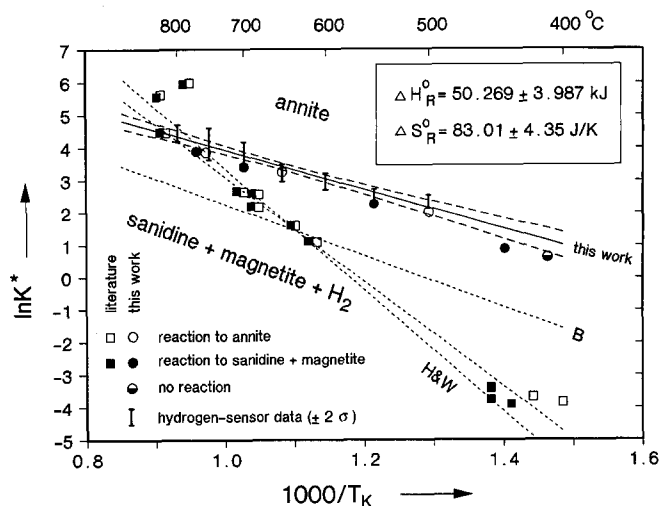 800 700 600 500 400 °C
7
6
5
4
3
2
1
0
-1
-2
-3
-4
-5
lnK*
annite
Δ H°R = 50.269 ± 3.987 kJ
Δ S°R = 83.01 ± 4.35 J/K
this work
sanidine + magnetite + H2
B
H&W
literature
this work
reaction to annite
reaction to sanidine + magnetite
no reaction
hydrogen-sensor data (± 2 σ)
0.8 1.0 1.2 1.4 1.6
1000/TK